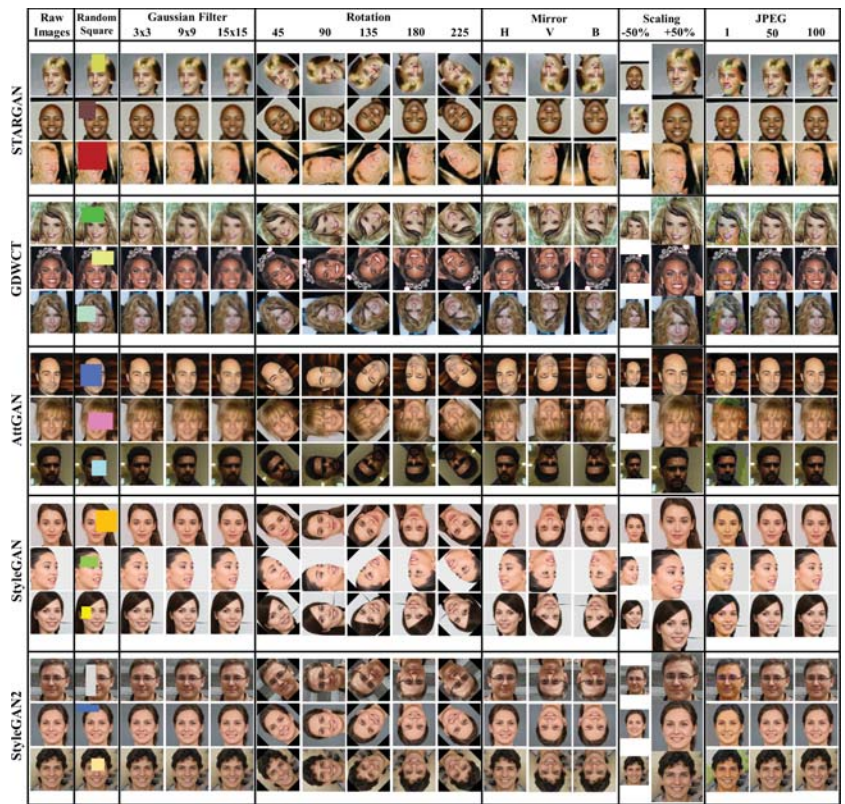 Raw Images Random Square Gaussian Filter Rotation Mirror Scaling JPEG
3x3 9x9 15x15 45 90 135 180 225 H V B -50% +50% 1 50 100
STARGAN
GDWCT
AttGAN
StyleGAN
StyleGAN2